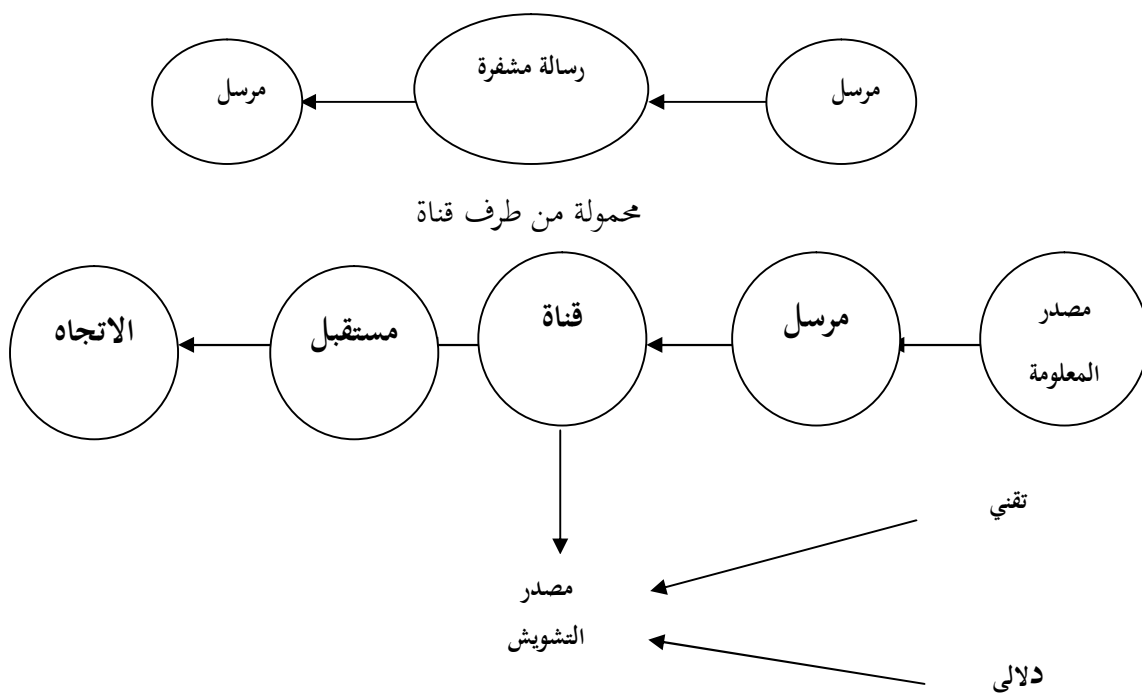 مرسل
رسالة مشفرة
مرسل
محمولة من طرف قناة
مصدر
المعلومة
مرسل
قناة
مستقبل
الاتجاه
تقني
مصدر
التشويش
دلالي